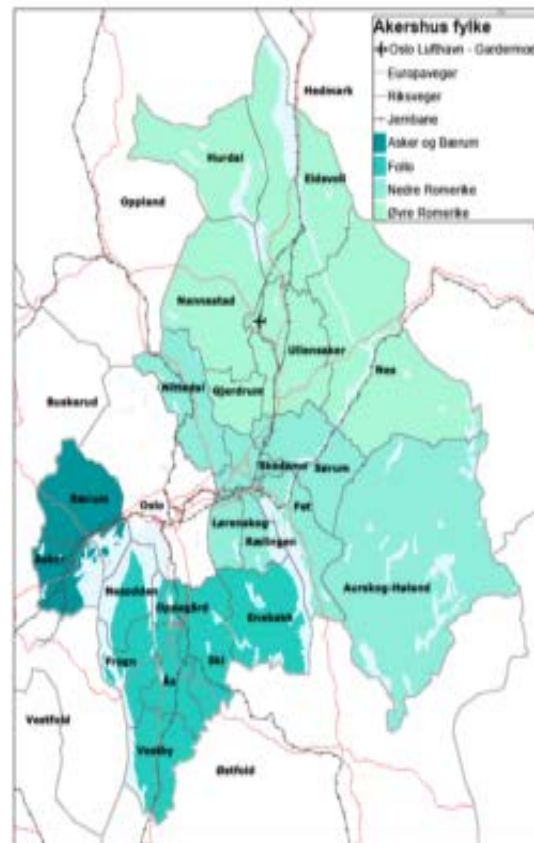 Akershus fylke
Oslo Lufthavn - Gardermoen
Europaveger
Riksveger
Jernbane
Asker og Bærum
Follo
Nedre Romerike
Øvre Romerike
Hedmark
Hurdal
Eidsvoll
Oppland
Nannestad
Ullensaker
Nes
Nittedal
Gjerdrum
Buskerud
Skedsmo
Sørum
Bærum
Oslo
Fet
Lørenskog
Rælingen
Asker
Aurskog-Høland
Nesodden
Oppegård
Enebakk
Frogn
Ski
Ås
Vestfold
Vestby
Østfold